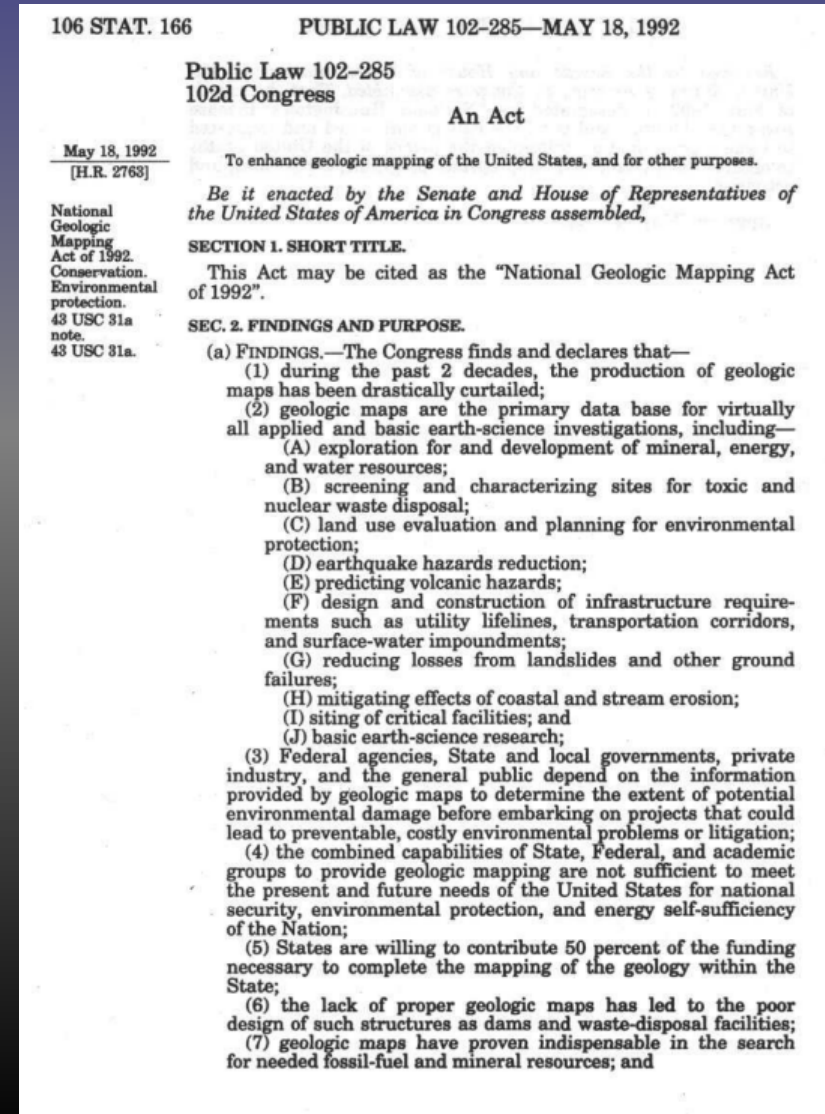 106 STAT. 166 PUBLIC LAW 102–285—MAY 18, 1992
Public Law 102–285
102d Congress
An Act
May 18, 1992
[H.R. 2763]
To enhance geologic mapping of the United States, and for other purposes.
Be it enacted by the Senate and House of Representatives of
the United States of America in Congress assembled,
National
Geologic
Mapping
Act of 1992.
Conservation.
Environmental
protection.
43 USC 31a
note.
43 USC 31a.
SECTION 1. SHORT TITLE.
This Act may be cited as the “National Geologic Mapping Act
of 1992”.
SEC. 2. FINDINGS AND PURPOSE.
(a) FINDINGS.—The Congress finds and declares that—
(1) during the past 2 decades, the production of geologic
maps has been drastically curtailed;
(2) geologic maps are the primary data base for virtually
all applied and basic earth-science investigations, including—
(A) exploration for and development of mineral, energy,
and water resources;
(B) screening and characterizing sites for toxic and
nuclear waste disposal;
(C) land use evaluation and planning for environmental
protection;
(D) earthquake hazards reduction;
(E) predicting volcanic hazards;
(F) design and construction of infrastructure require-
ments such as utility lifelines, transportation corridors,
and surface-water impoundments;
(G) reducing losses from landslides and other ground
failures;
(H) mitigating effects of coastal and stream erosion;
(I) siting of critical facilities; and
(J) basic earth-science research;
(3) Federal agencies, State and local governments, private
industry, and the general public depend on the information
provided by geologic maps to determine the extent of potential
environmental damage before embarking on projects that could
lead to preventable, costly environmental problems or litigation;
(4) the combined capabilities of State, Federal, and academic
groups to provide geologic mapping are not sufficient to meet
the present and future needs of the United States for national
security, environmental protection, and energy self-sufficiency
of the Nation;
(5) States are willing to contribute 50 percent of the funding
necessary to complete the mapping of the geology within the
State;
(6) the lack of proper geologic maps has led to the poor
design of such structures as dams and waste-disposal facilities;
(7) geologic maps have proven indispensable in the search
for needed fossil-fuel and mineral resources; and